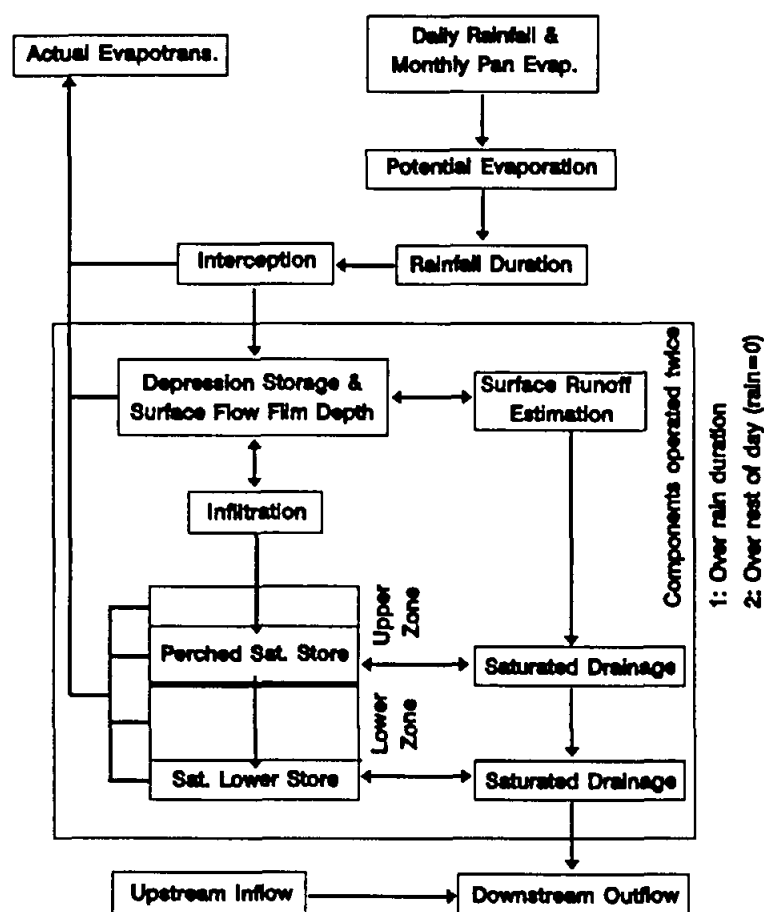 Actual Evapotrans.
Daily Rainfall &
Monthly Pan Evap.
Potential Evaporation
Interception
Rainfall Duration
Depression Storage &
Surface Flow Film Depth
Surface Runoff
Estimation
Infiltration
Upper
Zone
Perched Sat. Store
Saturated Drainage
Lower
Zone
Sat. Lower Store
Saturated Drainage
Components operated twice
1: Over rain duration
2: Over rest of day (rain=0)
Upstream Inflow
Downstream Outflow